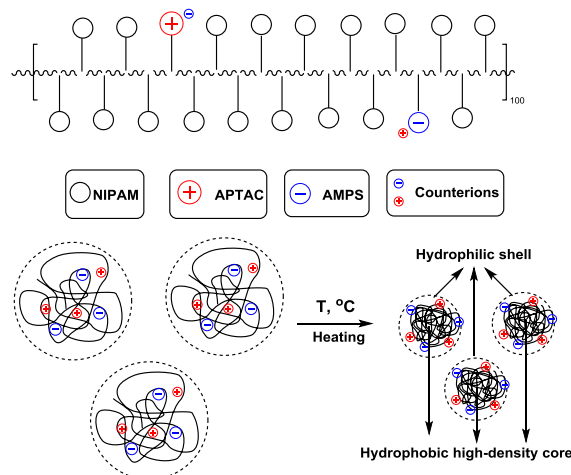 100
NIPAM
APTAC
AMPS
Counterions
Hydrophilic shell
T, ºC
Heating
Hydrophobic high-density core